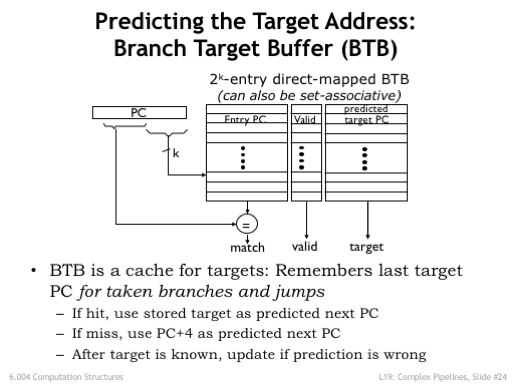 Predicting the Target Address:
Branch Target Buffer (BTB)
2ᵏ-entry direct-mapped BTB
(can also be set-associative)
PC
Entry PC
Valid
predicted
target PC
k
=
match
valid
target
• BTB is a cache for targets: Remembers last target
PC for taken branches and jumps
– If hit, use stored target as predicted next PC
– If miss, use PC+4 as predicted next PC
– After target is known, update if prediction is wrong
6.004 Computation Structures
L19: Complex Pipelines, Slide #24